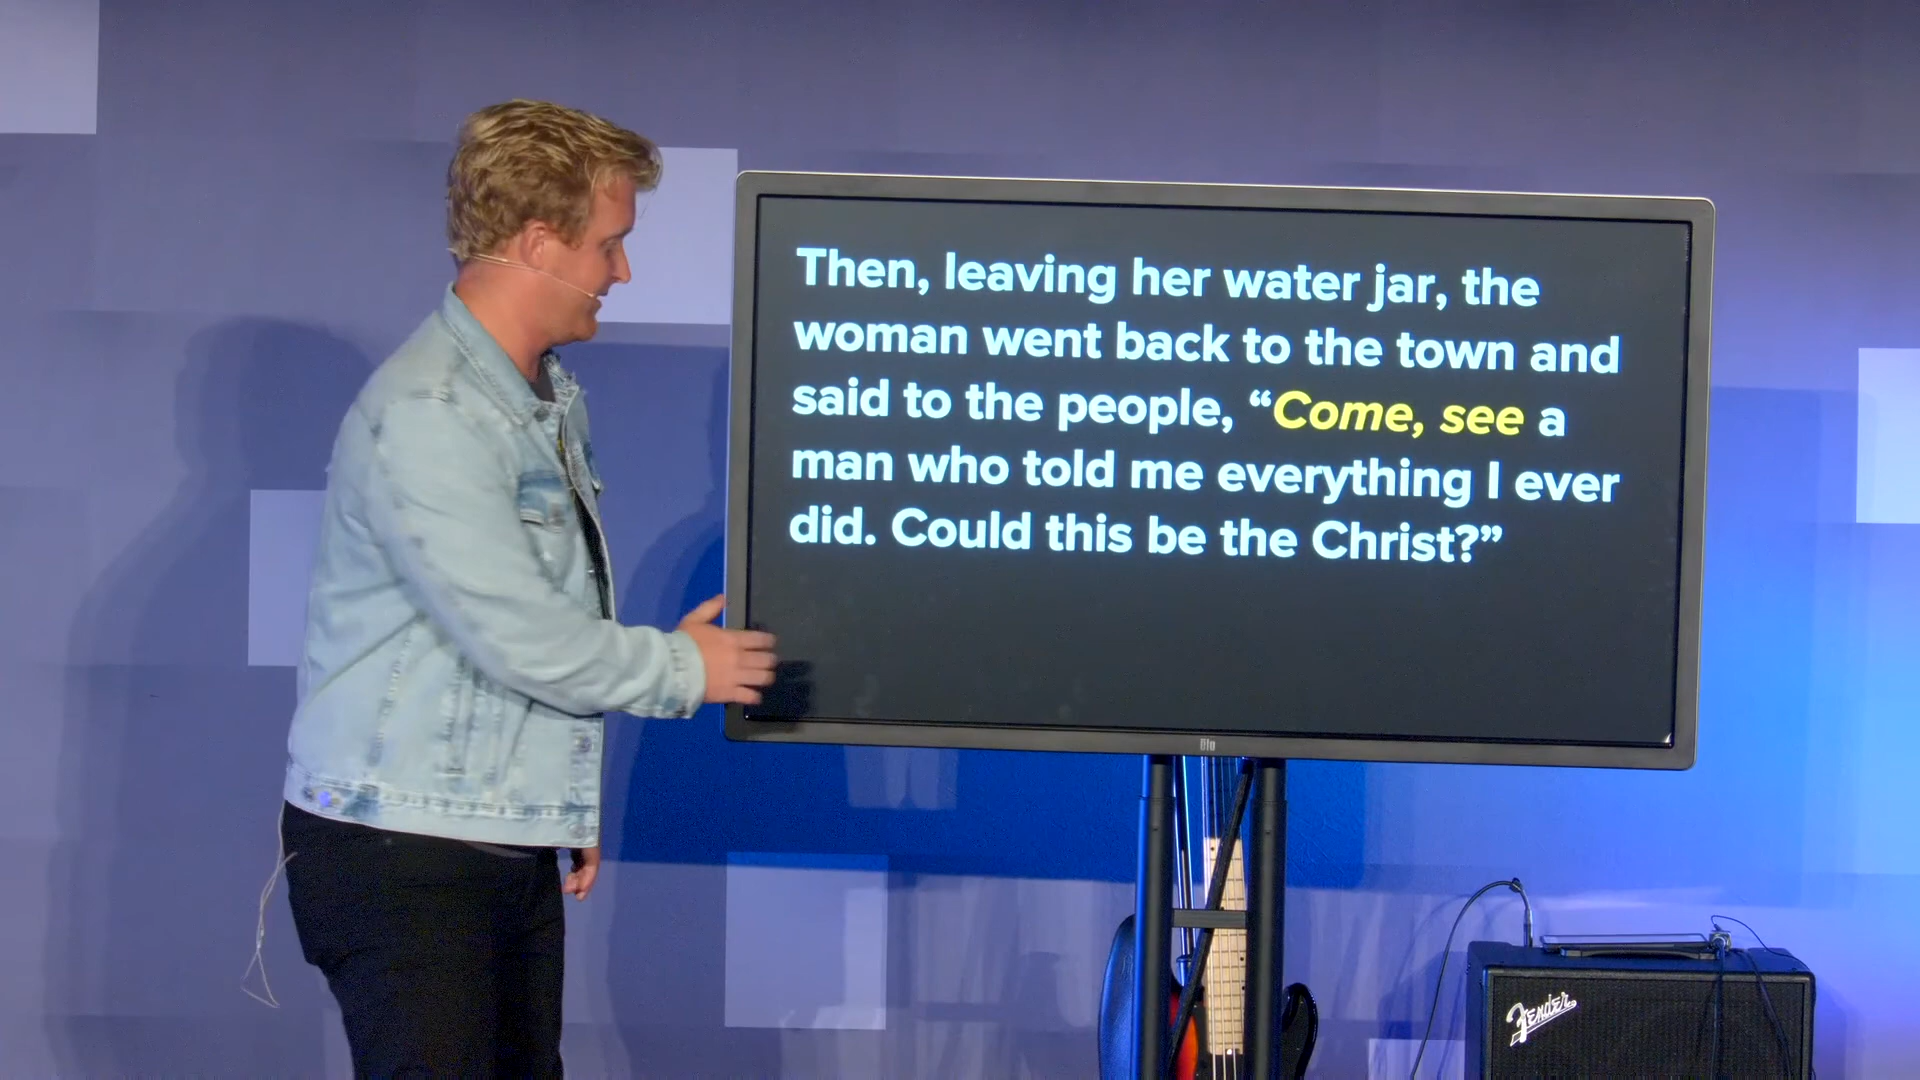 Then, leaving her water jar, the
woman went back to the town and
said to the people, “Come, see a
man who told me everything I ever
did. Could this be the Christ?”
elo
Fender